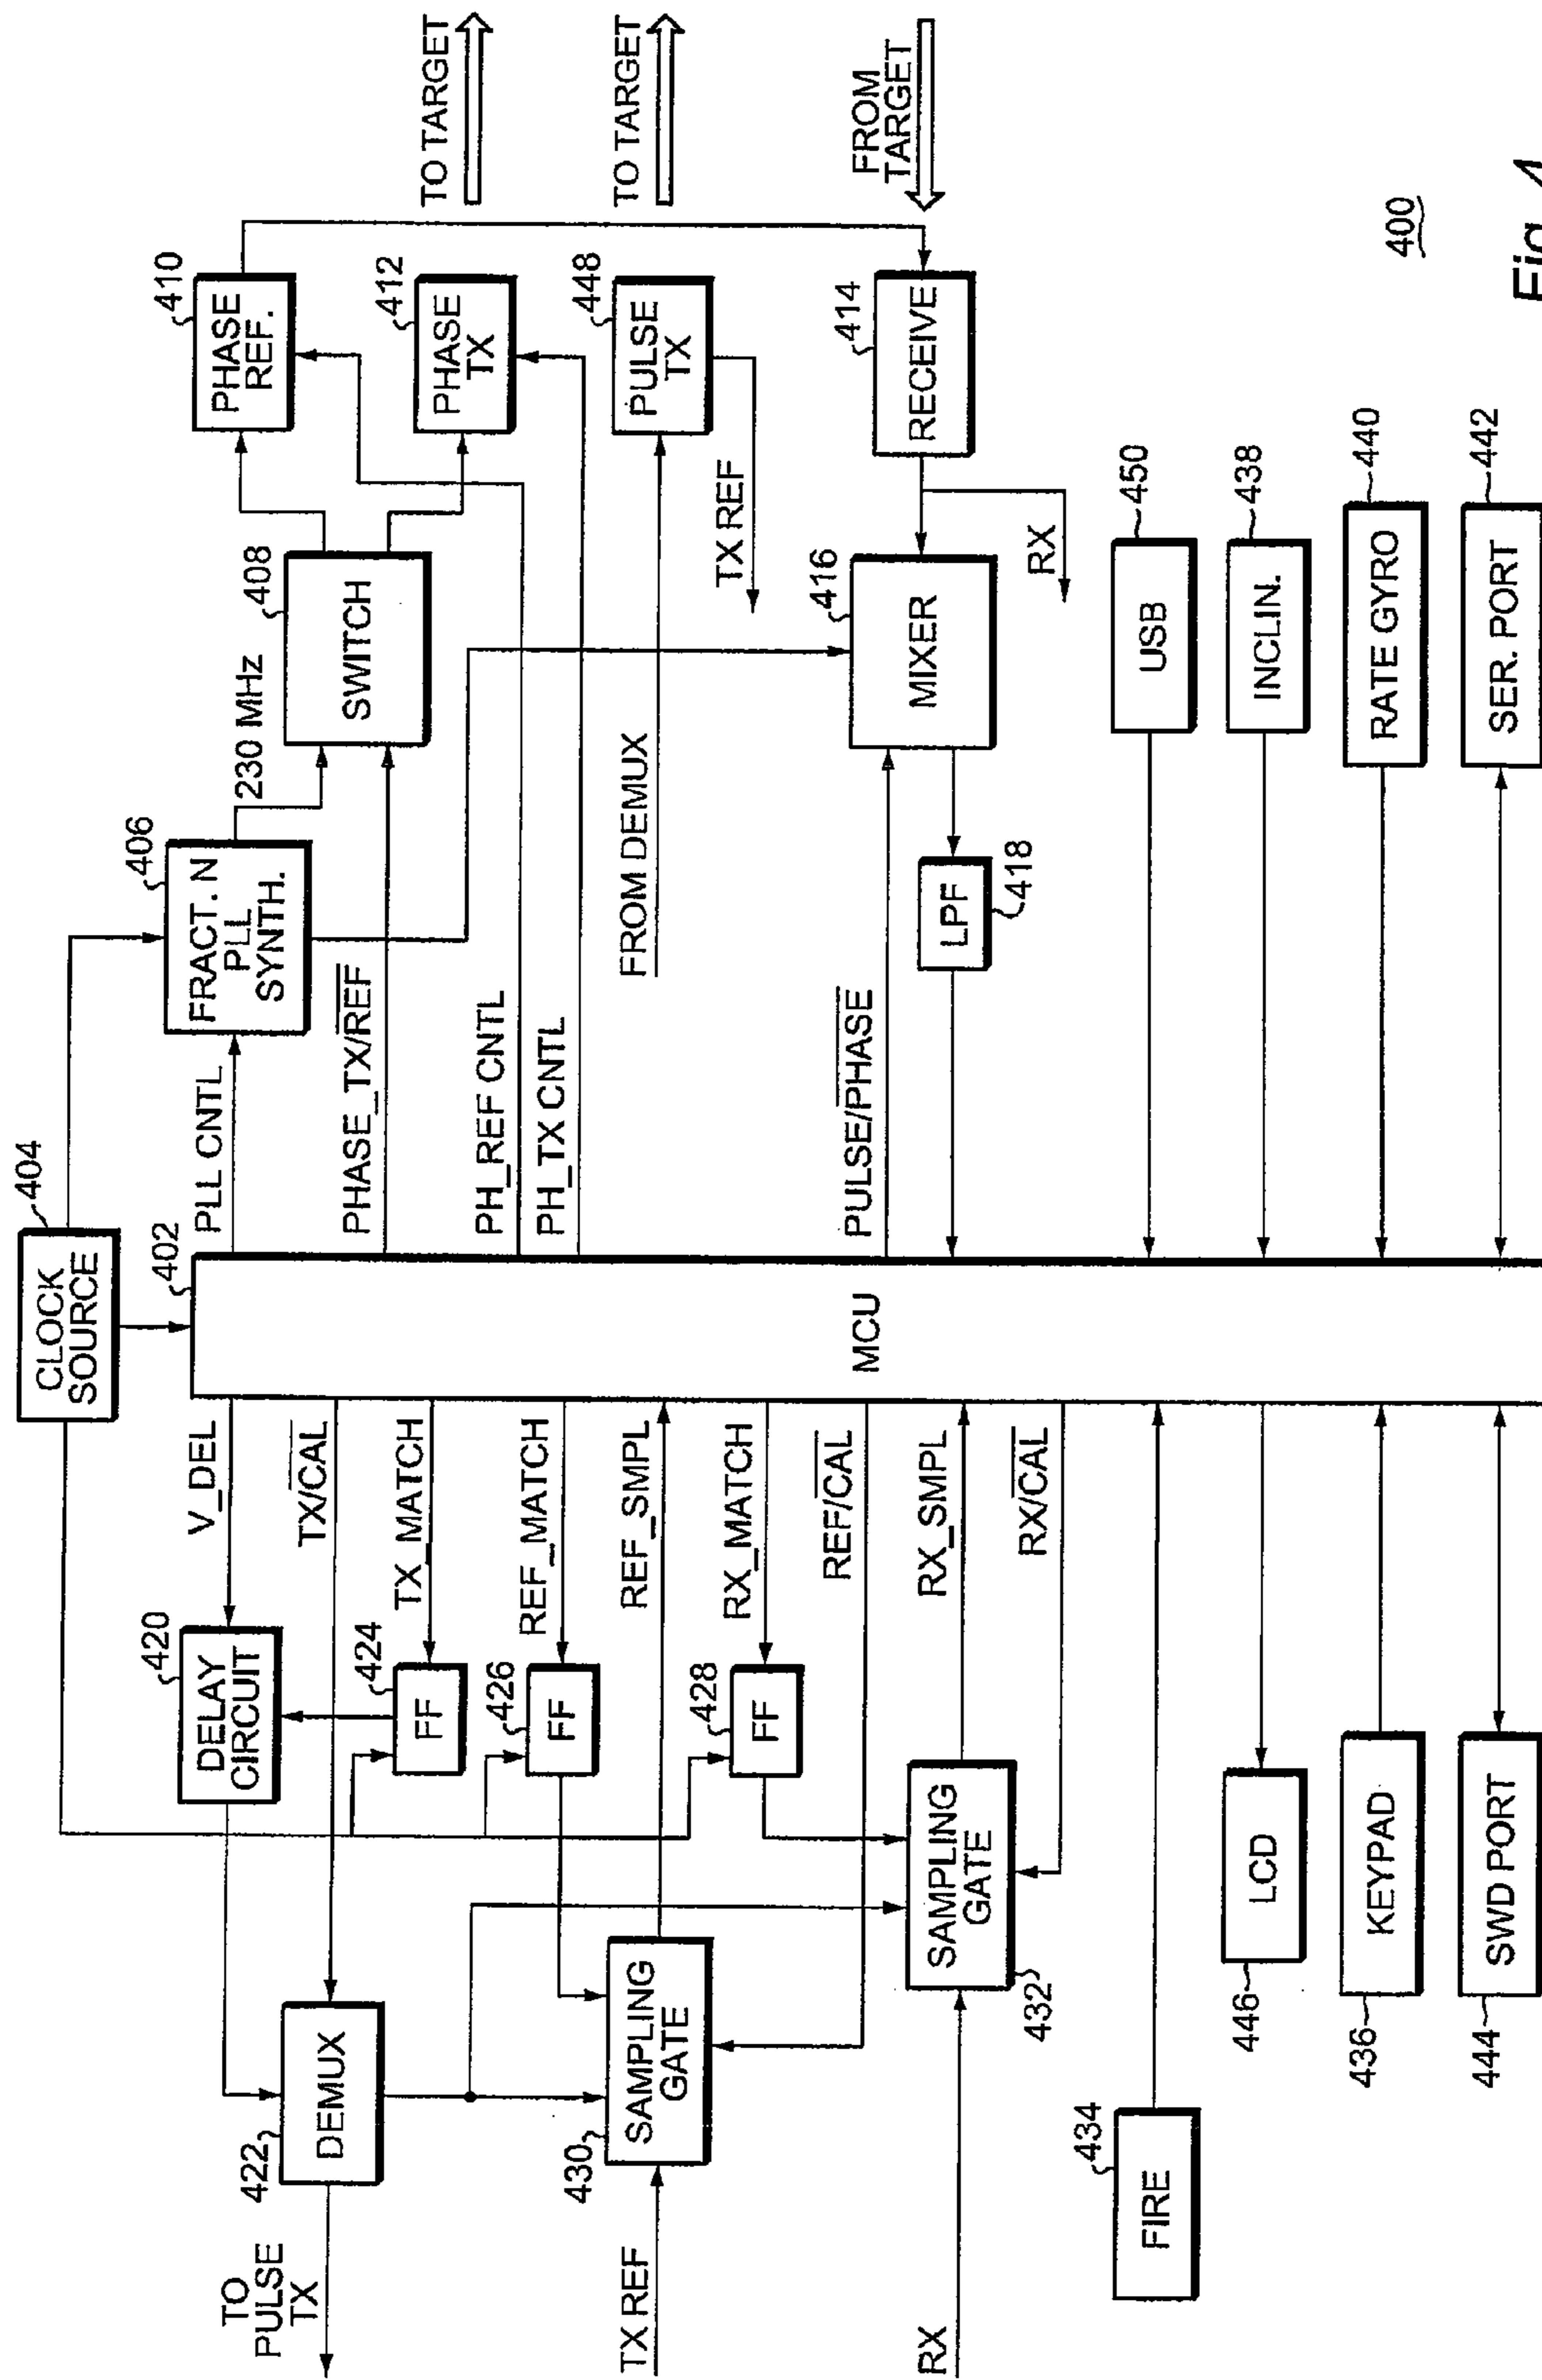 CLOCK
SOURCE
404
402
MCU
V_DEL
TX/CAL
TX_MATCH
REF_MATCH
REF_SMPL
RX_MATCH
REF/CAL
RX_SMPL
RX/CAL
420
DELAY
CIRCUIT
424
FF
426
FF
428
FF
422
DEMUX
TO
PULSE
TX
430
SAMPLING
GATE
TX REF
432
SAMPLING
GATE
RX
434
FIRE
446
LCD
436
KEYPAD
444
SWD PORT
PLL CNTL
PHASE_TX/REF
PH_REF CNTL
PH_TX CNTL
PULSE/PHASE
406
FRACT. N
PLL
SYNTH.
230 MHz
408
SWITCH
410
PHASE
REF.
412
PHASE
TX
448
PULSE
TX
FROM DEMUX
TX REF
414
RECEIVE
416
MIXER
RX
LPF
418
TO TARGET
TO TARGET
FROM
TARGET
450
USB
438
INCLIN.
440
RATE GYRO
442
SER. PORT
400
Fig. 4